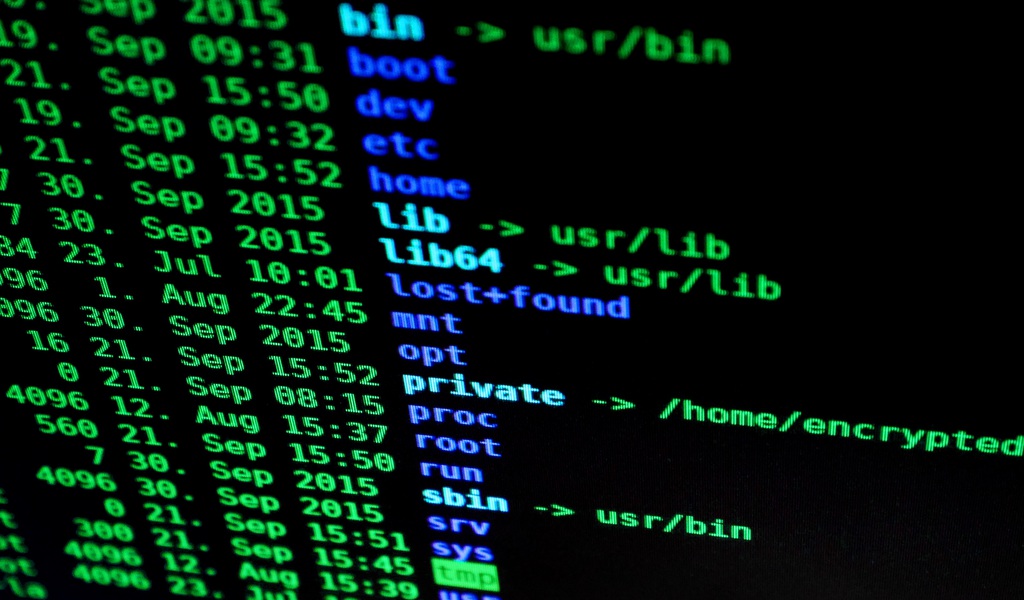 Sep 2015 bin -> usr/bin
19. Sep 09:31 boot
21. Sep 15:50 dev
19. Sep 09:32 etc
21. Sep 15:52 home
7 30. Sep 2015 lib -> usr/lib
7 30. Sep 2015 lib64 -> usr/lib
84 23. Jul 10:01 lost+found
096 1. Aug 22:45 mnt
096 30. Sep 2015 opt
16 21. Sep 15:52 private -> /home/encrypted
0 21. Sep 08:15 proc
4096 12. Aug 15:37 root
560 21. Sep 15:50 run
7 30. Sep 2015 sbin -> usr/bin
4096 30. Sep 2015 srv
0 21. Sep 15:51 sys
300 21. Sep 15:45 tmp
4096 12. Aug 15:39 usr
4096 23. Jul